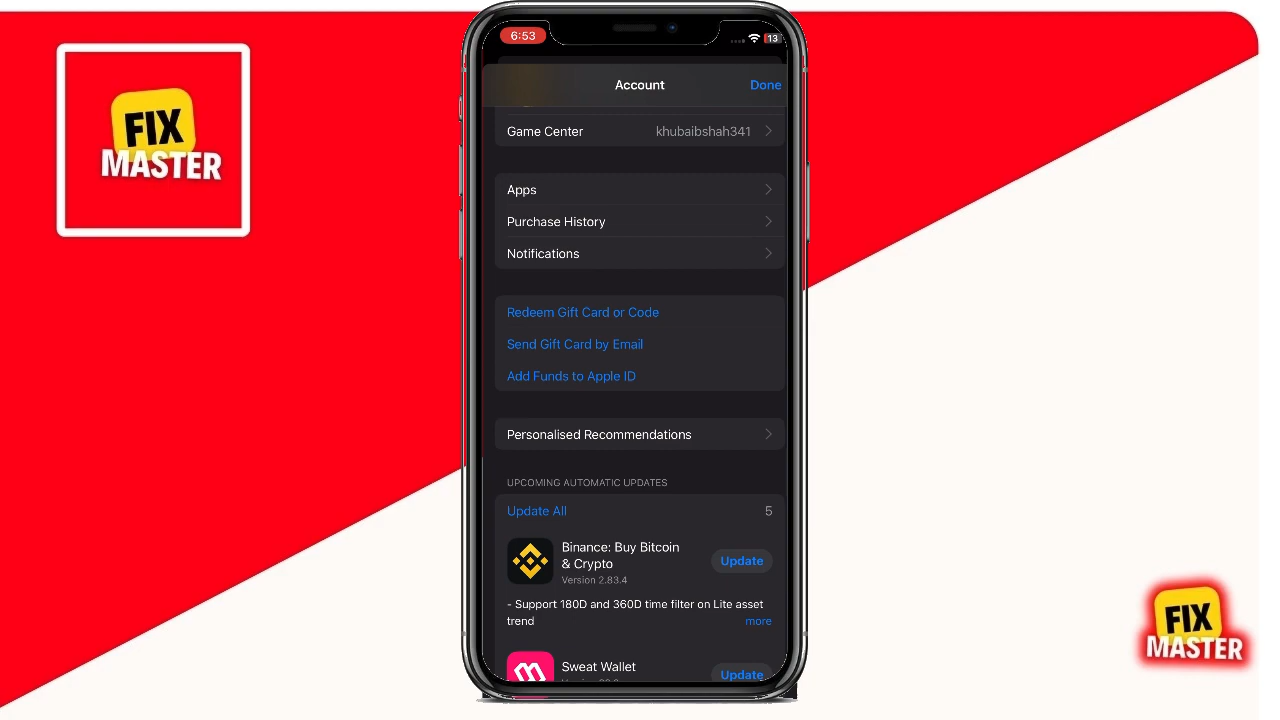 FIX
MASTER
6:53
13
Account
Done
Game Center
khubaibshah341
Apps
Purchase History
Notifications
Redeem Gift Card or Code
Send Gift Card by Email
Add Funds to Apple ID
Personalised Recommendations
UPCOMING AUTOMATIC UPDATES
Update All
5
Binance: Buy Bitcoin
& Crypto
Update
Version 2.83.4
- Support 180D and 360D time filter on Lite asset
trend
more
Sweat Wallet
Update
FIX
MASTER